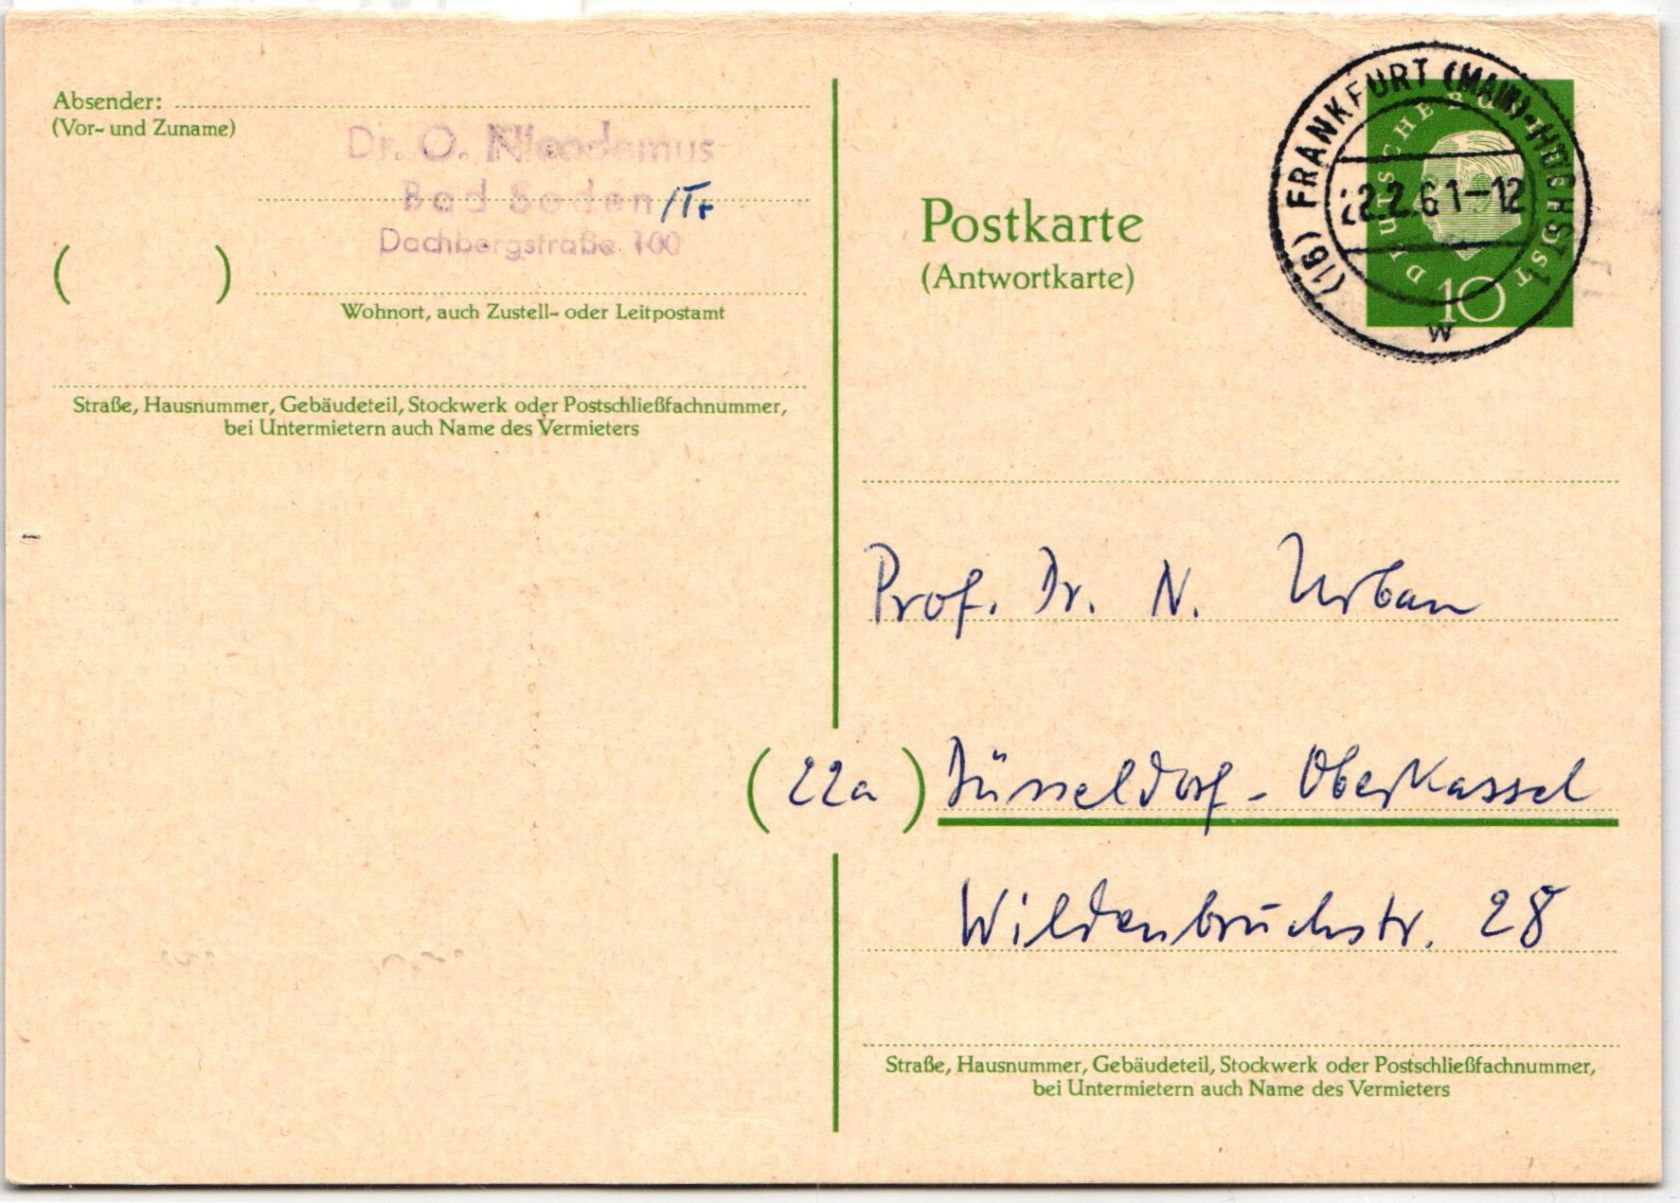 Absender:
(Vor- und Zuname)
Dr. O. Nicodemus
Bad Soden /Ts
Dachbergstraße 100
( )
Wohnort, auch Zustell- oder Leitpostamt
Straße, Hausnummer, Gebäudeteil, Stockwerk oder Postschließfachnummer,
bei Untermietern auch Name des Vermieters
Postkarte
(Antwortkarte)
(16) FRANKFURT (MAIN)-HÖCHST 1
22.2.61-12
w
DEUTSCHE BUNDESPOST
10
Prof. Dr. N. Urban
(22a) Düsseldorf - Oberkassel
Wildenbruchstr. 28
Straße, Hausnummer, Gebäudeteil, Stockwerk oder Postschließfachnummer,
bei Untermietern auch Name des Vermieters